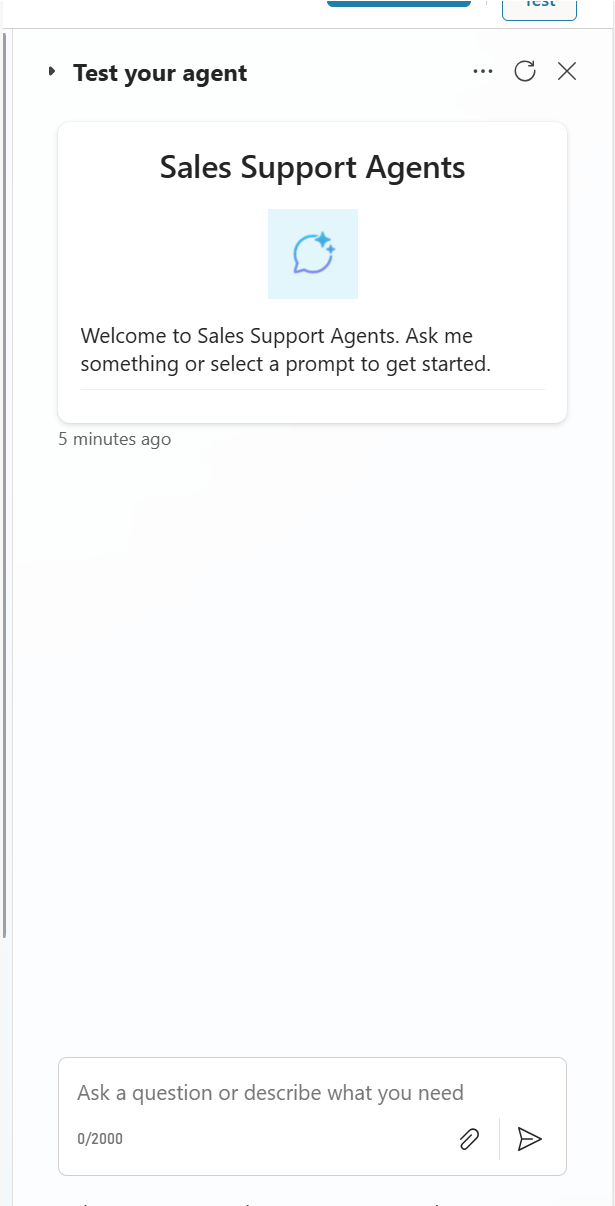 Test
Test your agent
Sales Support Agents
Welcome to Sales Support Agents. Ask me
something or select a prompt to get started.
5 minutes ago
Ask a question or describe what you need
0/2000